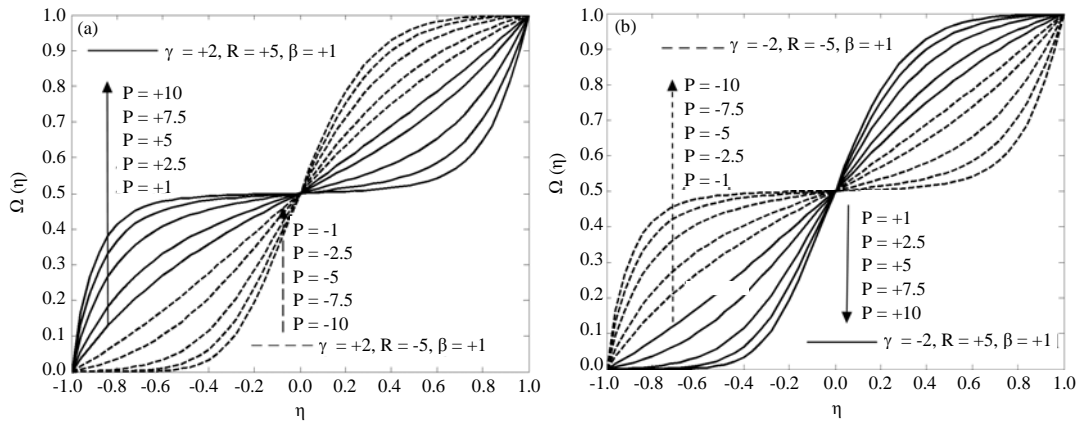 (a)
γ = +2, R = +5, β = +1
P = +10
P = +7.5
P = +5
P = +2.5
P = +1
P = -1
P = -2.5
P = -5
P = -7.5
P = -10
γ = +2, R = -5, β = +1
1.0
0.9
0.8
0.7
0.6
0.5
0.4
0.3
0.2
0.1
0.0
Ω (η)
-1.0 -0.8 -0.6 -0.4 -0.2 0.0 0.2 0.4 0.6 0.8 1.0
η
(b)
γ = -2, R = -5, β = +1
P = -10
P = -7.5
P = -5
P = -2.5
P = -1
P = +1
P = +2.5
P = +5
P = +7.5
P = +10
γ = -2, R = +5, β = +1
1.0
0.9
0.8
0.7
0.6
0.5
0.4
0.3
0.2
0.1
0.0
Ω (η)
-1.0 -0.8 -0.6 -0.4 -0.2 0.0 0.2 0.4 0.6 0.8 1.0
η